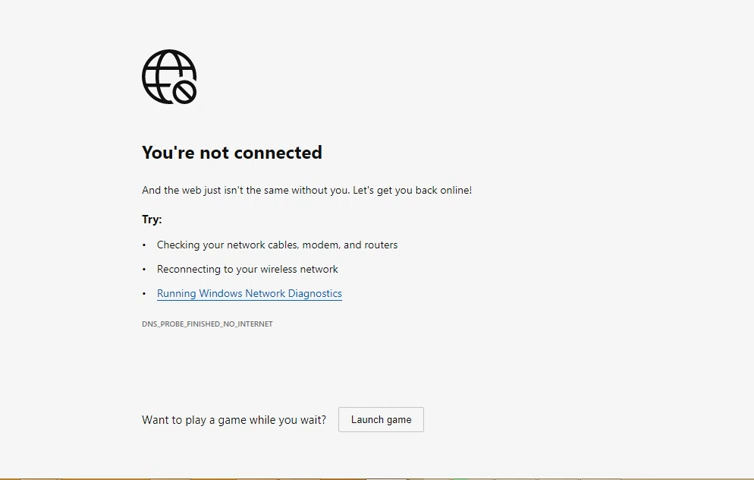 You're not connected
And the web just isn't the same without you. Let's get you back online!
Try:
• Checking your network cables, modem, and routers
• Reconnecting to your wireless network
• Running Windows Network Diagnostics
DNS_PROBE_FINISHED_NO_INTERNET
Want to play a game while you wait? Launch game